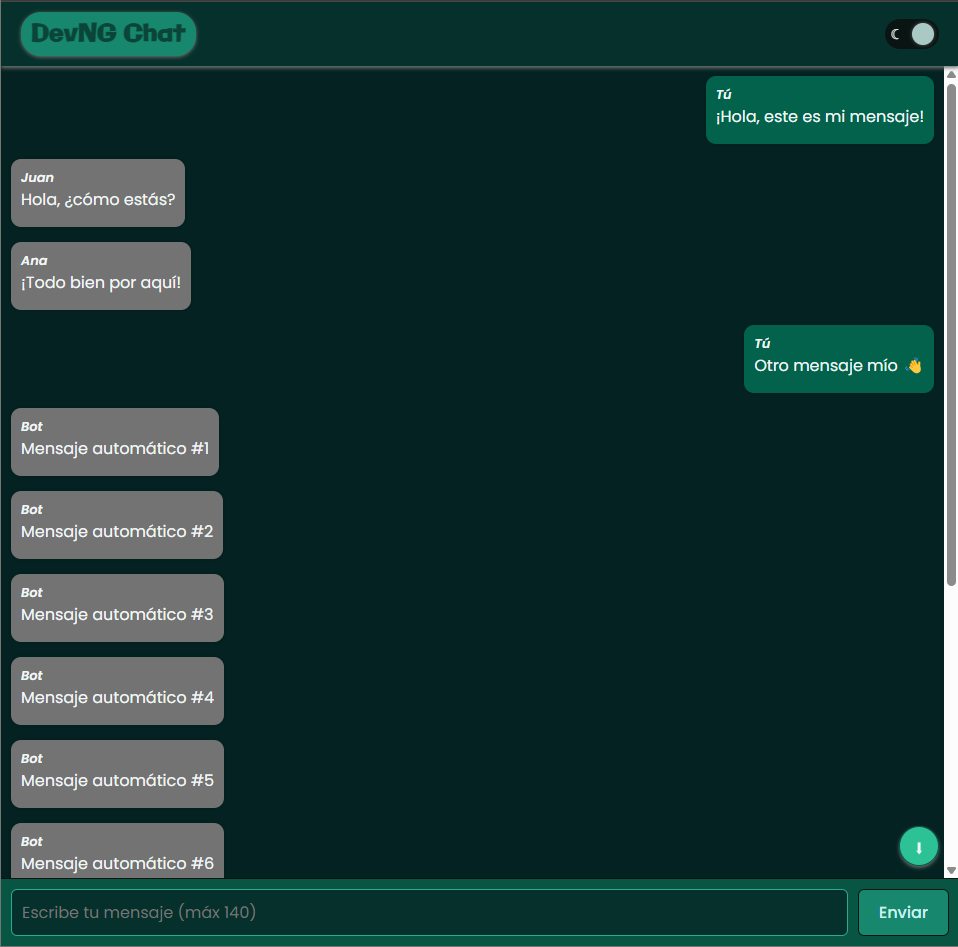 DevNG Chat
Tú
¡Hola, este es mi mensaje!
Juan
Hola, ¿cómo estás?
Ana
¡Todo bien por aquí!
Tú
Otro mensaje mío 👋
Bot
Mensaje automático #1
Bot
Mensaje automático #2
Bot
Mensaje automático #3
Bot
Mensaje automático #4
Bot
Mensaje automático #5
Bot
Mensaje automático #6
Escribe tu mensaje (máx 140)
Enviar